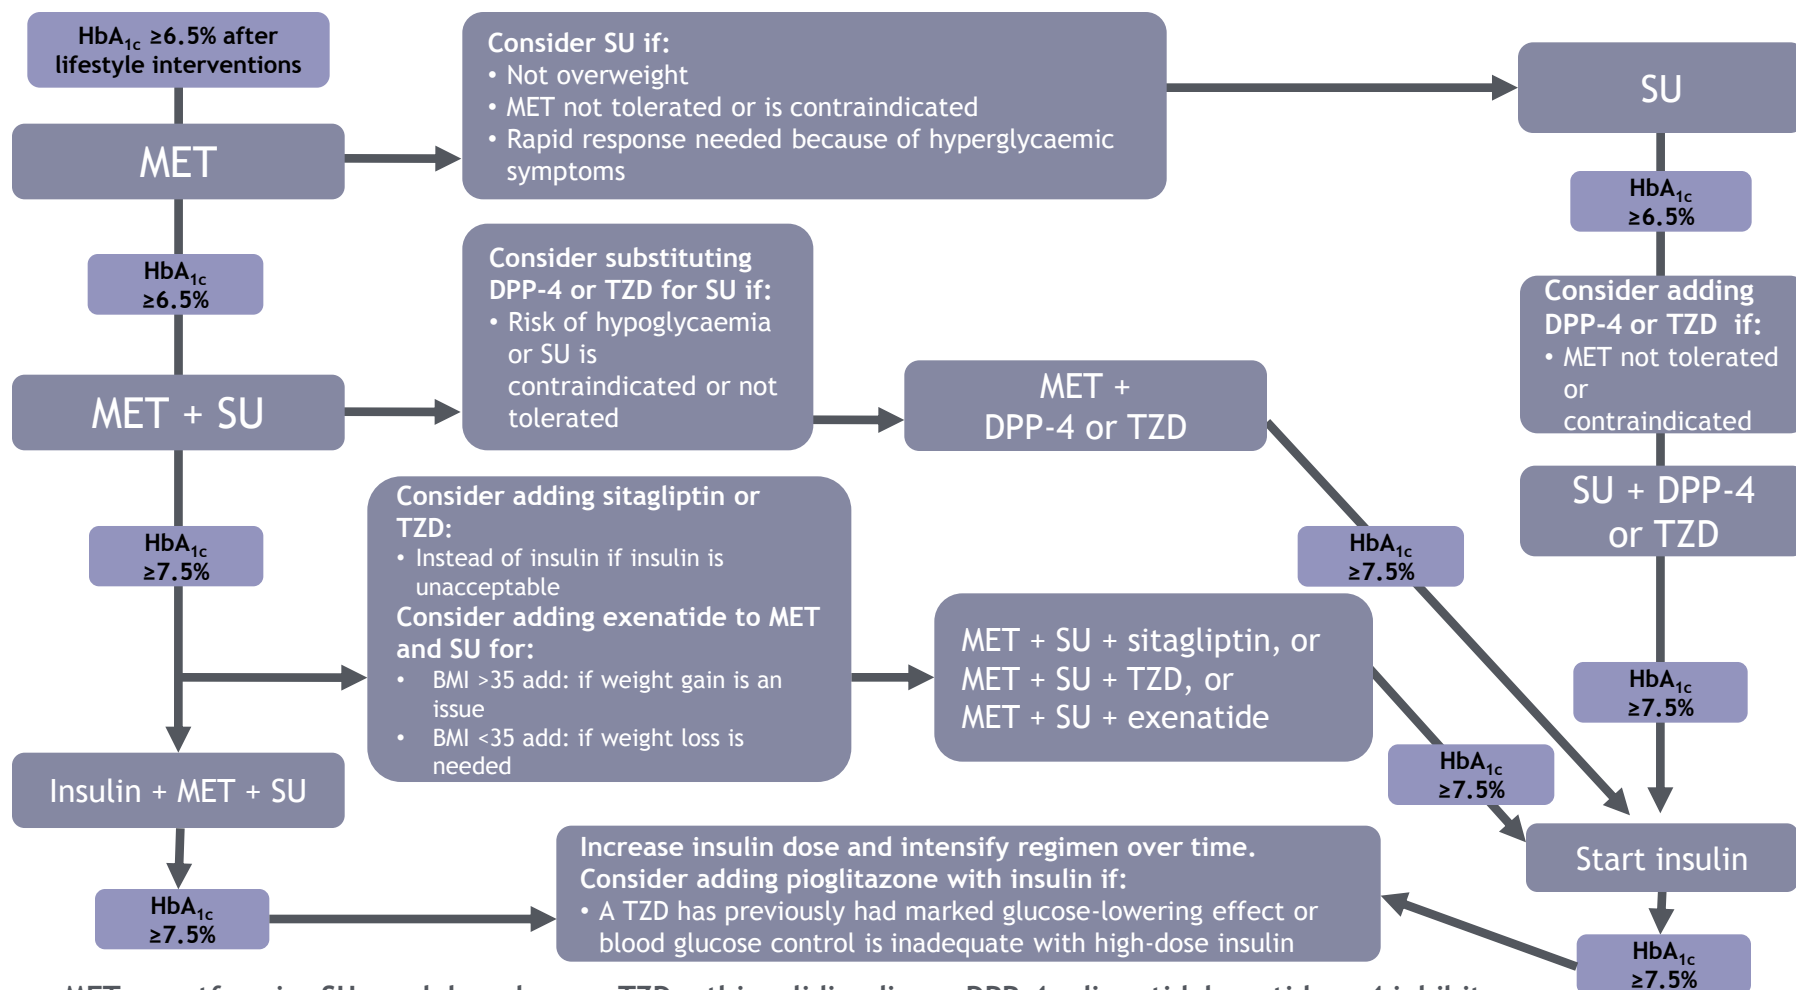 HbA1c ≥6.5% after
lifestyle interventions
MET
Consider SU if:
• Not overweight
• MET not tolerated or is contraindicated
• Rapid response needed because of hyperglycaemic
symptoms
SU
HbA1c
≥6.5%
HbA1c
≥6.5%
Consider substituting
DPP-4 or TZD for SU if:
• Risk of hypoglycaemia
or SU is
contraindicated or not
tolerated
Consider adding
DPP-4 or TZD if:
• MET not tolerated
or
contraindicated
MET + SU
MET +
DPP-4 or TZD
SU + DPP-4
or TZD
HbA1c
≥7.5%
Consider adding sitagliptin or
TZD:
• Instead of insulin if insulin is
unacceptable
Consider adding exenatide to MET
and SU for:
• BMI >35 add: if weight gain is an
issue
• BMI <35 add: if weight loss is
needed
HbA1c
≥7.5%
MET + SU + sitagliptin, or
MET + SU + TZD, or
MET + SU + exenatide
HbA1c
≥7.5%
HbA1c
≥7.5%
Insulin + MET + SU
Start insulin
HbA1c
≥7.5%
Increase insulin dose and intensify regimen over time.
Consider adding pioglitazone with insulin if:
• A TZD has previously had marked glucose-lowering effect or
blood glucose control is inadequate with high-dose insulin
HbA1c
≥7.5%